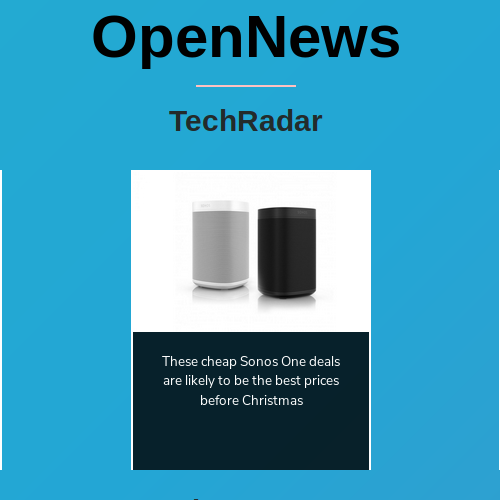 OpenNews
TechRadar
These cheap Sonos One deals
are likely to be the best prices
before Christmas